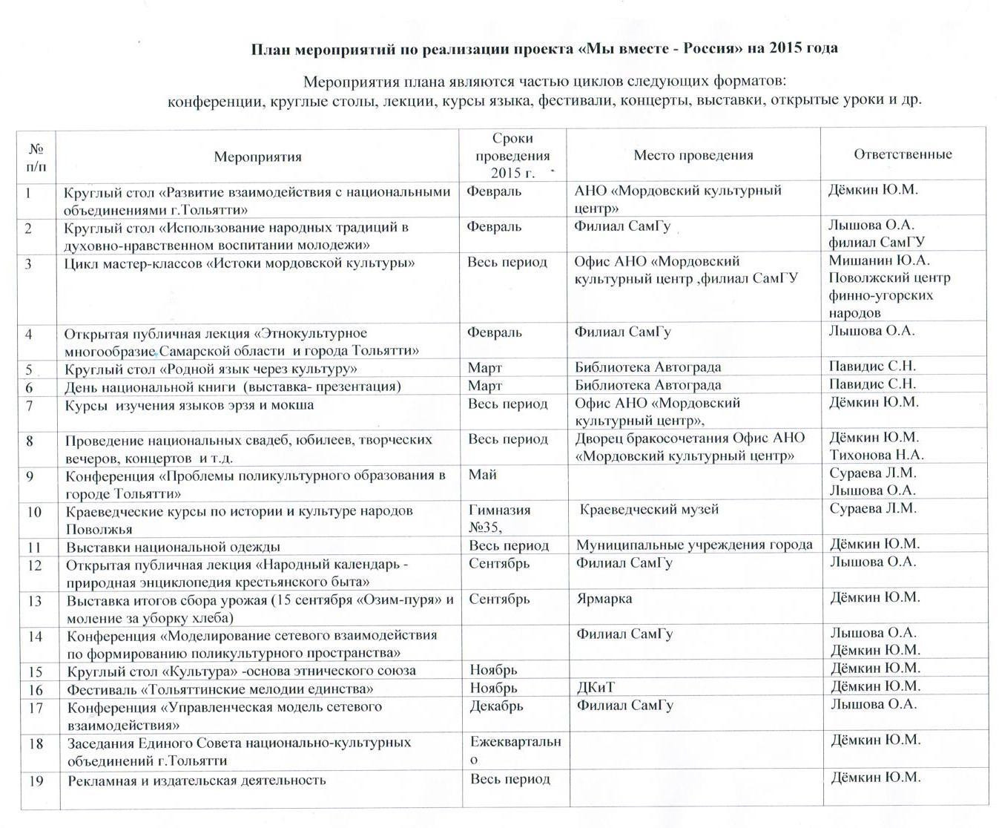 План мероприятий по реализации проекта «Мы вместе - Россия» на 2015 года
Мероприятия плана являются частью циклов следующих форматов:
конференции, круглые столы, лекции, курсы языка, фестивали, концерты, выставки, открытые уроки и др.
№ п/п
Мероприятия
Сроки проведения 2015 г.
Место проведения
Ответственные
1
Круглый стол «Развитие взаимодействия с национальными
объединениями г.Тольятти»
Февраль
АНО «Мордовский культурный
центр»
Дёмкин Ю.М.
2
Круглый стол «Использование народных традиций в
духовно-нравственном воспитании молодежи»
Февраль
Филиал СамГу
Лышова О.А.
филиал СамГУ
3
Цикл мастер-классов «Истоки мордовской культуры»
Весь период
Офис АНО «Мордовский
культурный центр ,филиал СамГУ
Мишанин Ю.А.
Поволжский центр
финно-угорских
народов
4
Открытая публичная лекция «Этнокультурное
многообразие Самарской области и города Тольятти»
Февраль
Филиал СамГу
Лышова О.А.
5
Круглый стол «Родной язык через культуру»
Март
Библиотека Автограда
Павидис С.Н.
6
День национальной книги (выставка- презентация)
Март
Библиотека Автограда
Павидис С.Н.
7
Курсы изучения языков эрзя и мокша
Весь период
Офис АНО «Мордовский
культурный центр»,
Дёмкин Ю.М.
8
Проведение национальных свадеб, юбилеев, творческих
вечеров, концертов и т.д.
Весь период
Дворец бракосочетания Офис АНО
«Мордовский культурный центр»
Дёмкин Ю.М.
Тихонова Н.А.
9
Конференция «Проблемы поликультурного образования в
городе Тольятти»
Май
Сураева Л.М.
Лышова О.А.
10
Краеведческие курсы по истории и культуре народов
Поволжья
Гимназия
№35,
Краеведческий музей
Сураева Л.М.
11
Выставки национальной одежды
Весь период
Муниципальные учреждения города
Дёмкин Ю.М.
12
Открытая публичная лекция «Народный календарь -
природная энциклопедия крестьянского быта»
Сентябрь
Филиал СамГу
Лышова О.А.
13
Выставка итогов сбора урожая (15 сентября «Озим-пуря» и
моление за уборку хлеба)
Сентябрь
Ярмарка
Дёмкин Ю.М.
14
Конференция «Моделирование сетевого взаимодействия
по формированию поликультурного пространства»
Филиал СамГу
Лышова О.А.
Дёмкин Ю.М.
15
Круглый стол «Культура» -основа этнического союза
Ноябрь
Дёмкин Ю.М.
16
Фестиваль «Тольяттинские мелодии единства»
Ноябрь
ДКиТ
Дёмкин Ю.М.
17
Конференция «Управленческая модель сетевого
взаимодействия»
Декабрь
Филиал СамГу
Лышова О.А.
18
Заседания Единого Совета национально-культурных
объединений г.Тольятти
Ежеквартальн
о
Дёмкин Ю.М.
19
Рекламная и издательская деятельность
Весь период
Дёмкин Ю.М.